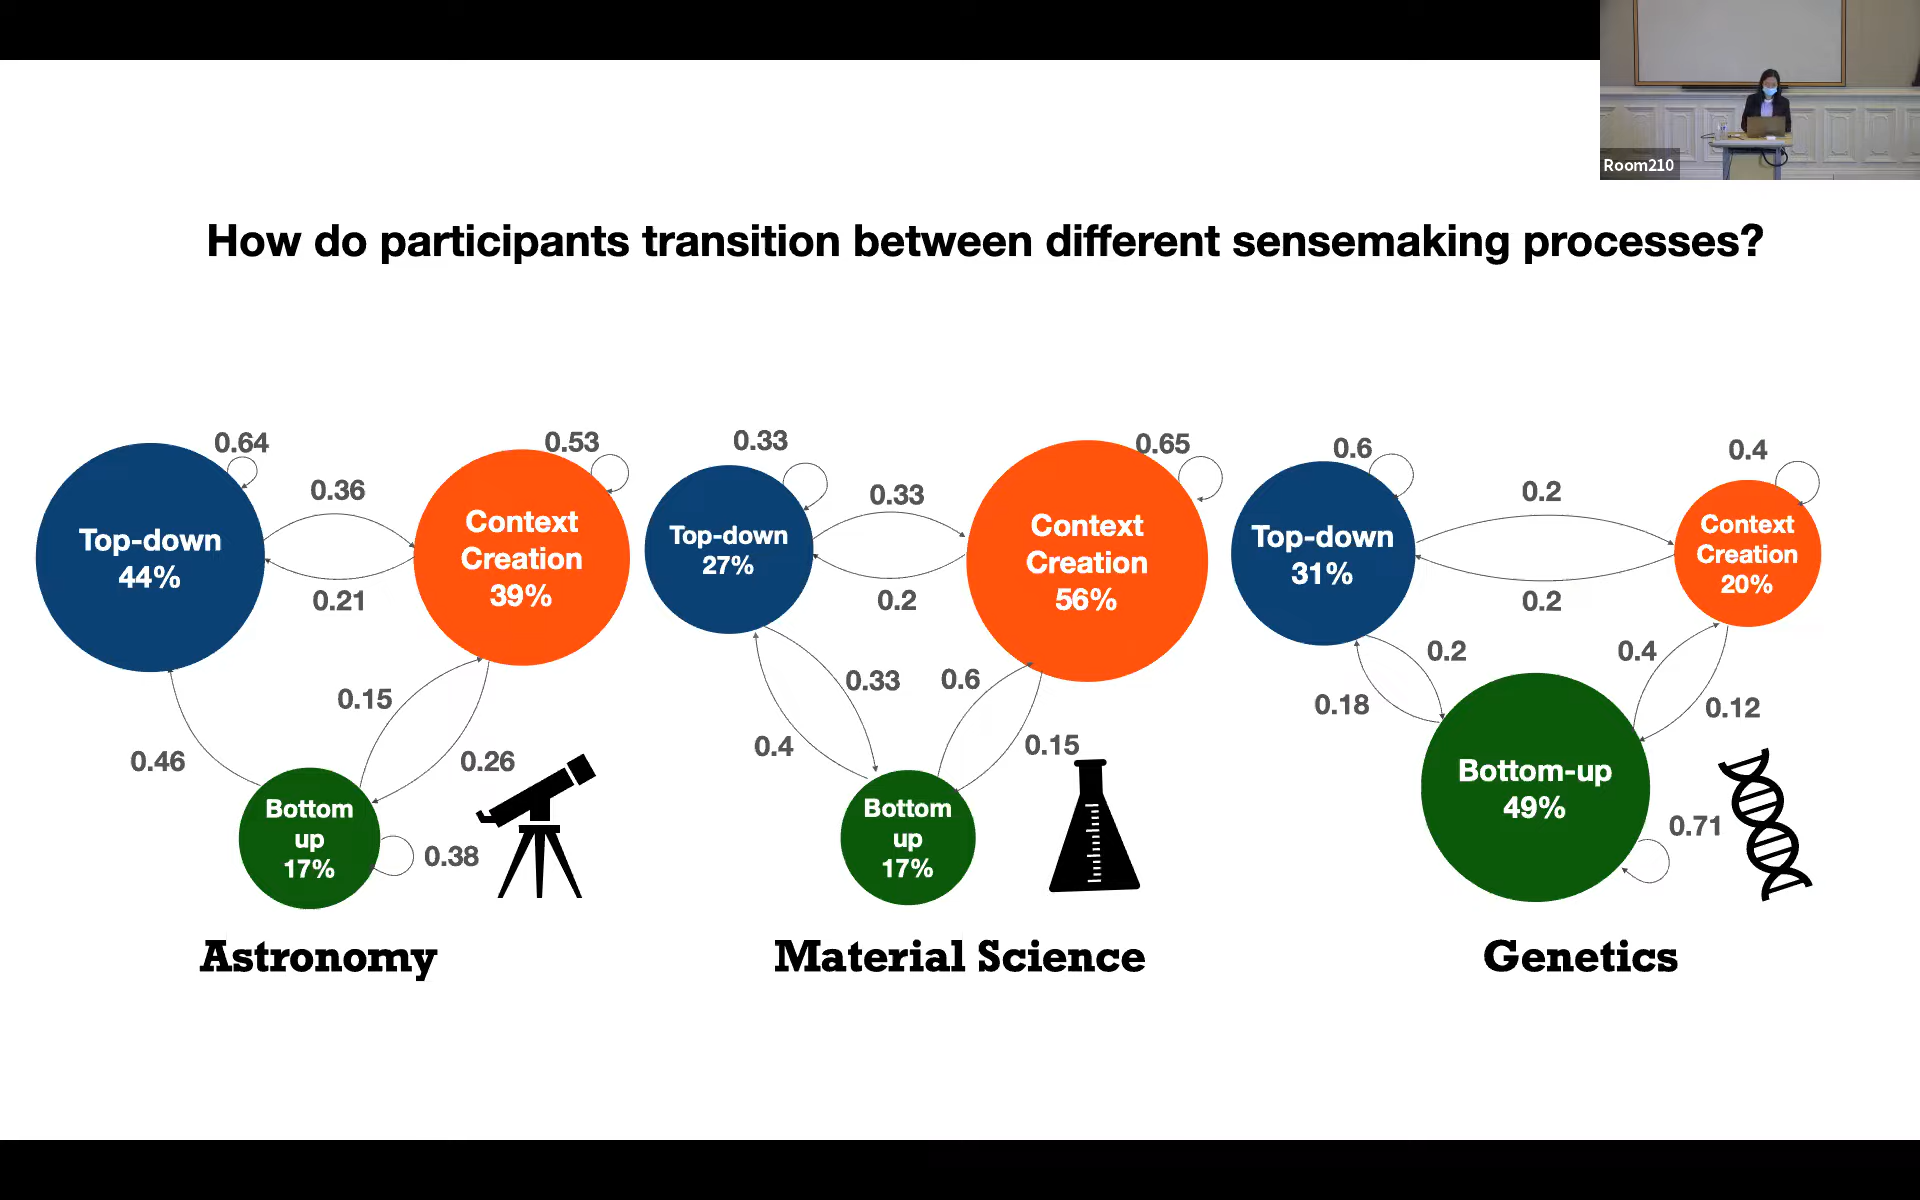 Room210
How do participants transition between different sensemaking processes?
0.64
0.53
0.36
Top-down
44%
Context
Creation
39%
0.21
0.15
0.46
0.26
Bottom
up
17%
0.38
Astronomy
0.33
0.65
0.33
Top-down
27%
Context
Creation
56%
0.2
0.33
0.6
0.4
0.15
Bottom
up
17%
Material Science
0.6
0.4
0.2
Top-down
31%
Context
Creation
20%
0.2
0.2
0.4
0.18
0.12
Bottom-up
49%
0.71
Genetics